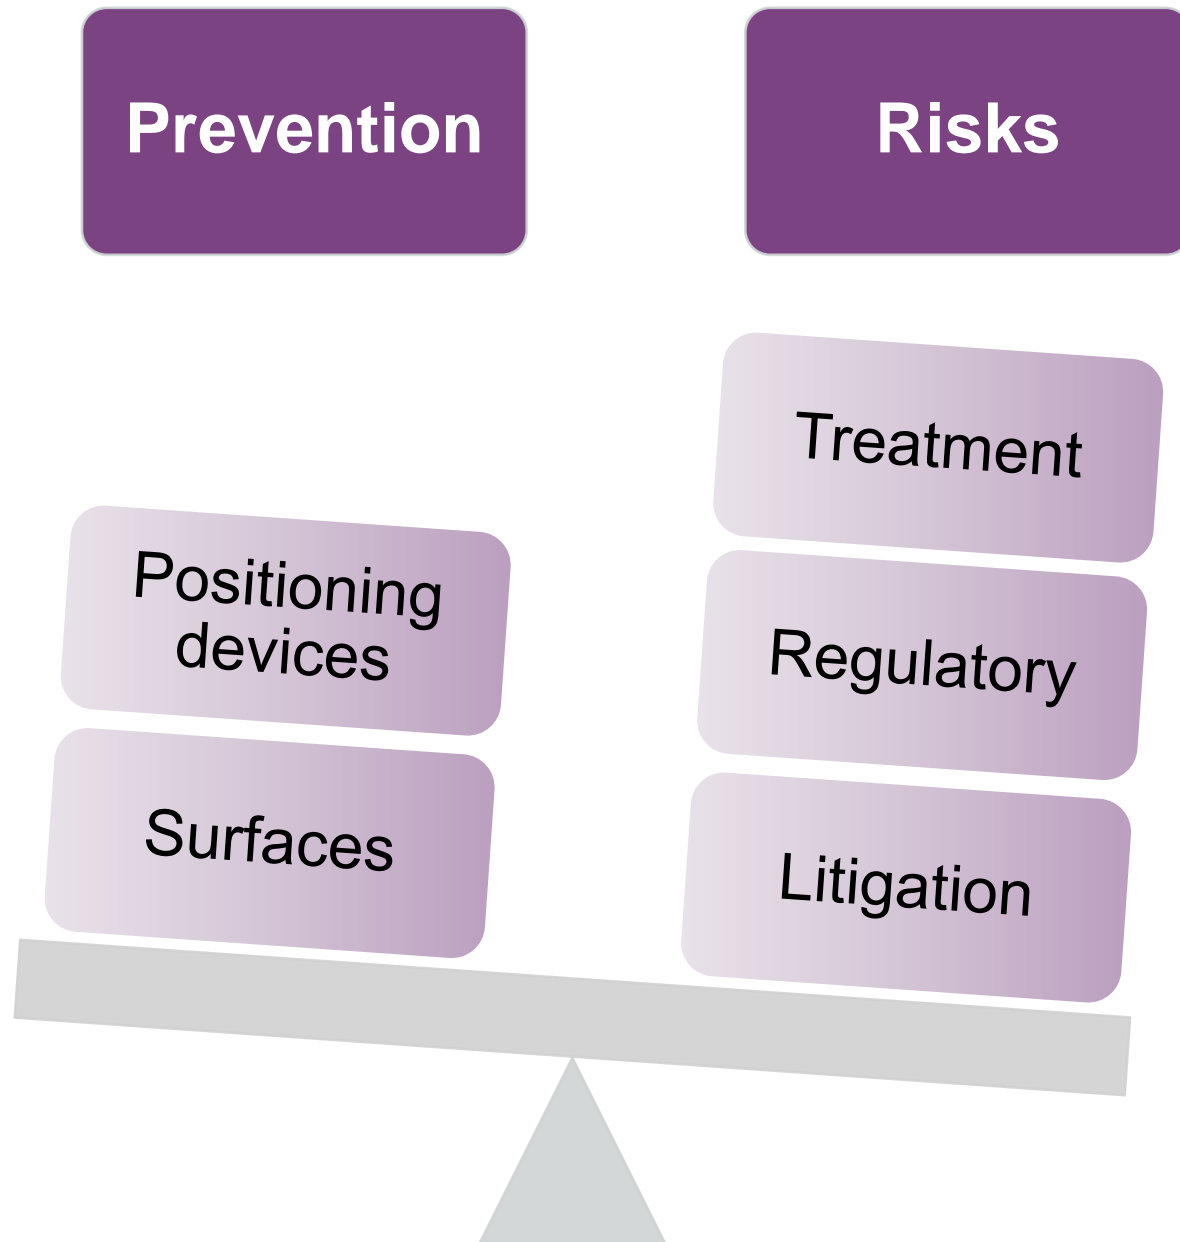 Prevention
Risks
Treatment
Positioning
devices
Regulatory
Surfaces
Litigation